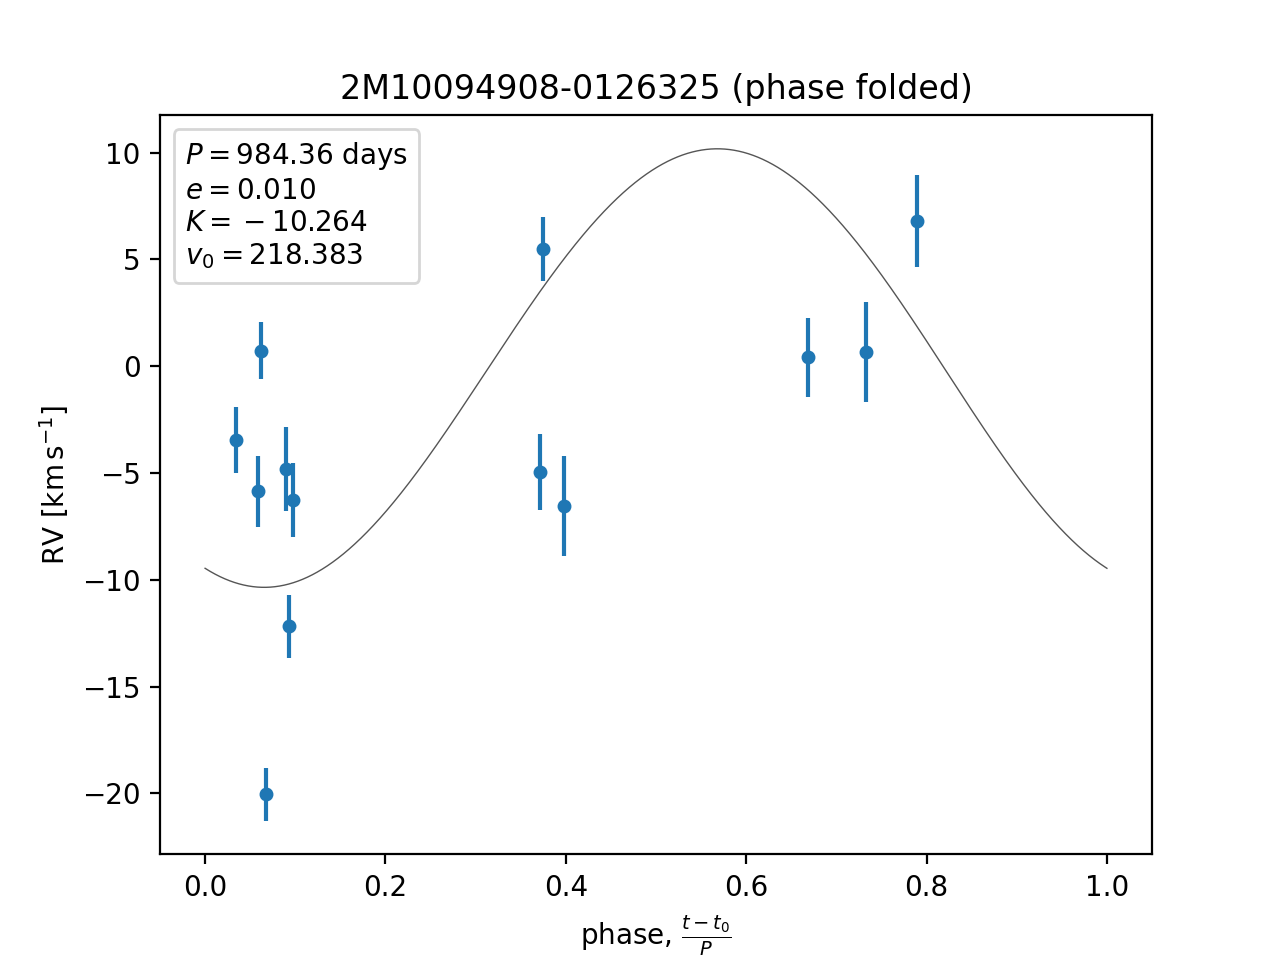 2M10094908-0126325 (phase folded)
P = 984.36 days
e = 0.010
K = −10.264
v₀ = 218.383
10
5
0
−5
−10
−15
−20
RV [km s⁻¹]
0.0 0.2 0.4 0.6 0.8 1.0
phase, (t − t₀)/P